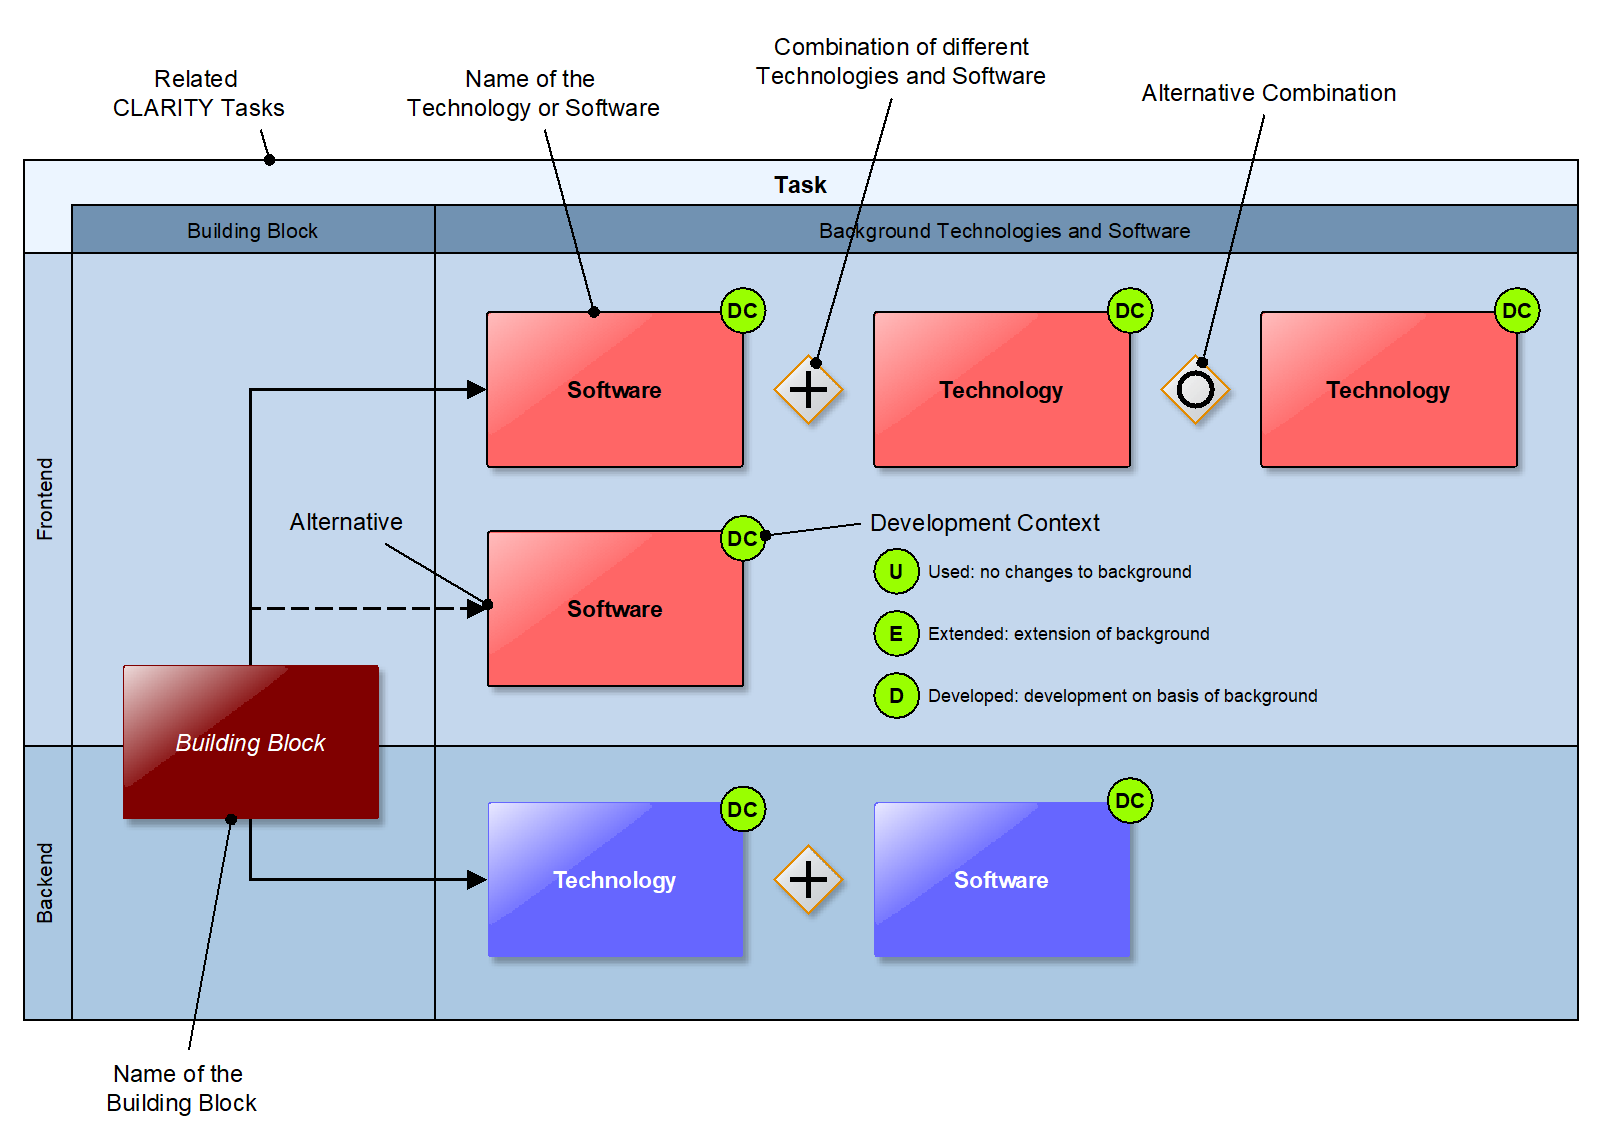 Combination of different
Technologies and Software
Related
CLARITY Tasks
Name of the
Technology or Software
Alternative Combination
Task
Building Block
Background Technologies and Software
Frontend
DC
DC
DC
Software
Technology
Technology
Alternative
DC
Development Context
Software
U
Used: no changes to background
E
Extended: extension of background
D
Developed: development on basis of background
Building Block
Backend
DC
DC
Technology
Software
Name of the
Building Block